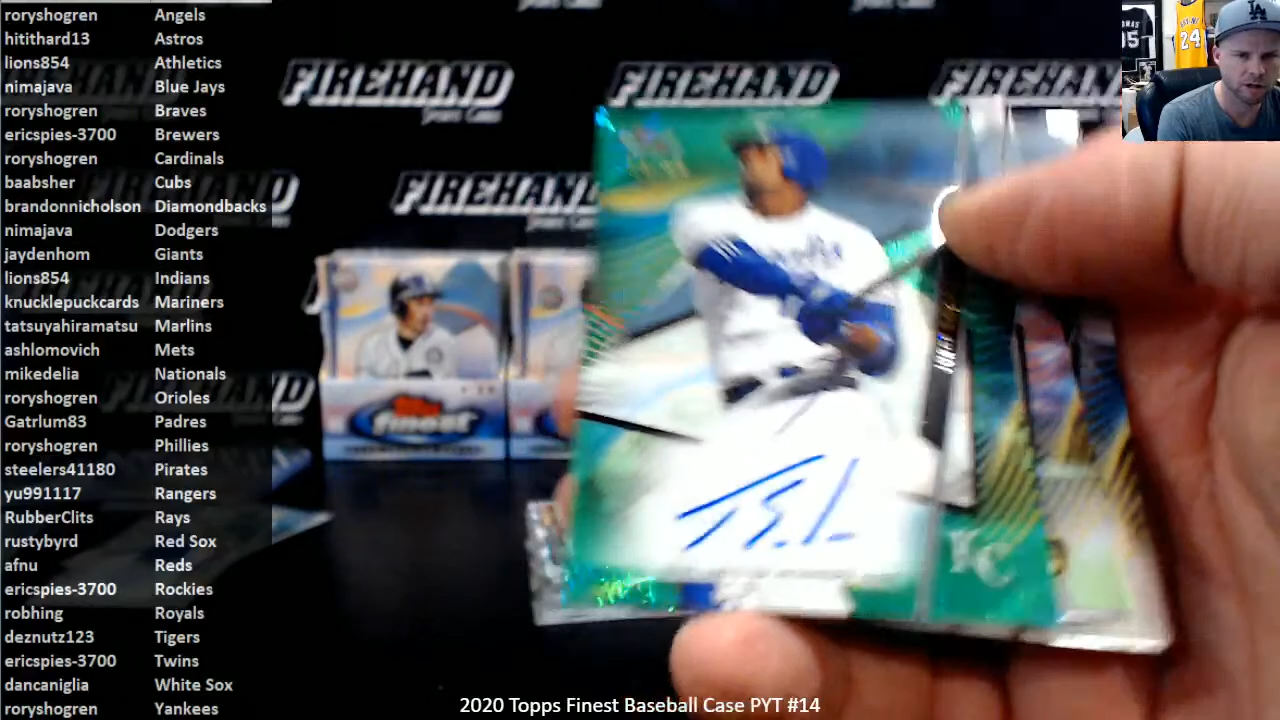 roryshogren Angels
hitithard13 Astros
lions854 Athletics
nimajava Blue Jays
roryshogren Braves
ericspies-3700 Brewers
roryshogren Cardinals
baabsher Cubs
brandonnicholson Diamondbacks
nimajava Dodgers
jaydenhom Giants
lions854 Indians
knucklepuckcards Mariners
tatsuyahiramatsu Marlins
ashlomovich Mets
mikedelia Nationals
roryshogren Orioles
Gatrlum83 Padres
roryshogren Phillies
steelers41180 Pirates
yu991117 Rangers
RubberClits Rays
rustybyrd Red Sox
afnu Reds
ericspies-3700 Rockies
robhing Royals
deznutz123 Tigers
ericspies-3700 Twins
dancaniglia White Sox
roryshogren Yankees
FIREHAND FIREHAND FIREHAND
FIREHAND
Topps
finest
KC
LA
24
2020 Topps Finest Baseball Case PYT #14